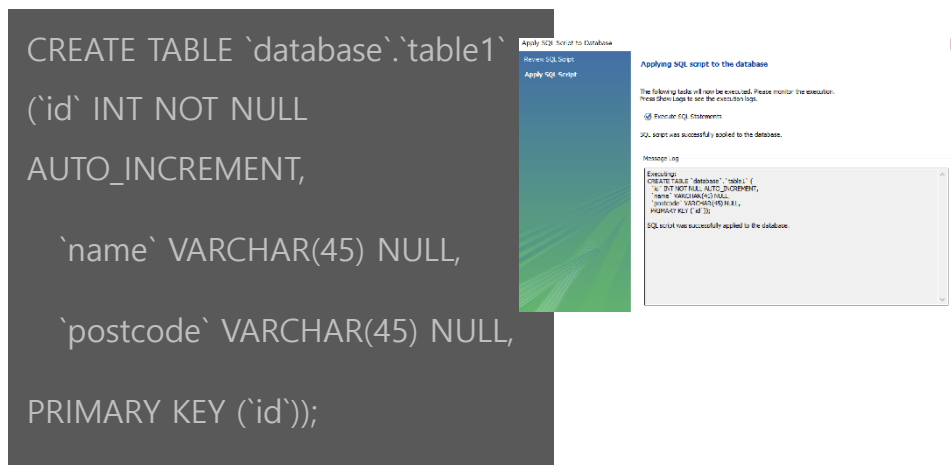 CREATE TABLE `database`.`table1`
(`id` INT NOT NULL
AUTO_INCREMENT,
`name` VARCHAR(45) NULL,
`postcode` VARCHAR(45) NULL,
PRIMARY KEY (`id`));
Apply SQL Script to Database
Review SQL Script
Apply SQL Script
Applying SQL script to the database
The following tasks will now be executed. Please monitor the execution.
Press Show Logs to see the execution logs.
Execute SQL Statements
SQL script was successfully applied to the database.
Message Log
Executing:
CREATE TABLE `database`.`table1` (
`id` INT NOT NULL AUTO_INCREMENT,
`name` VARCHAR(45) NULL,
`postcode` VARCHAR(45) NULL,
PRIMARY KEY (`id`));
SQL script was successfully applied to the database.